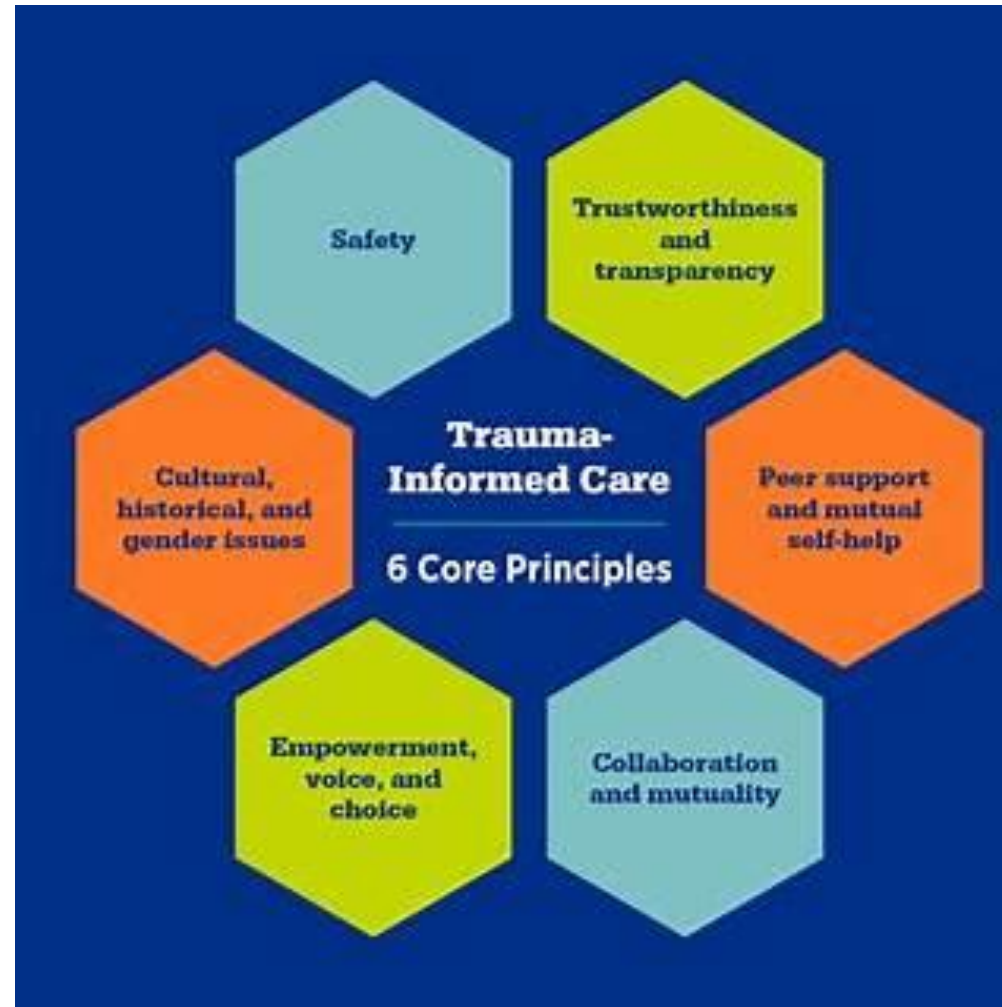 Safety
Trustworthiness
and
transparency
Cultural,
historical, and
gender issues
Trauma-
Informed Care
6 Core Principles
Peer support
and mutual
self-help
Empowerment,
voice, and
choice
Collaboration
and mutuality